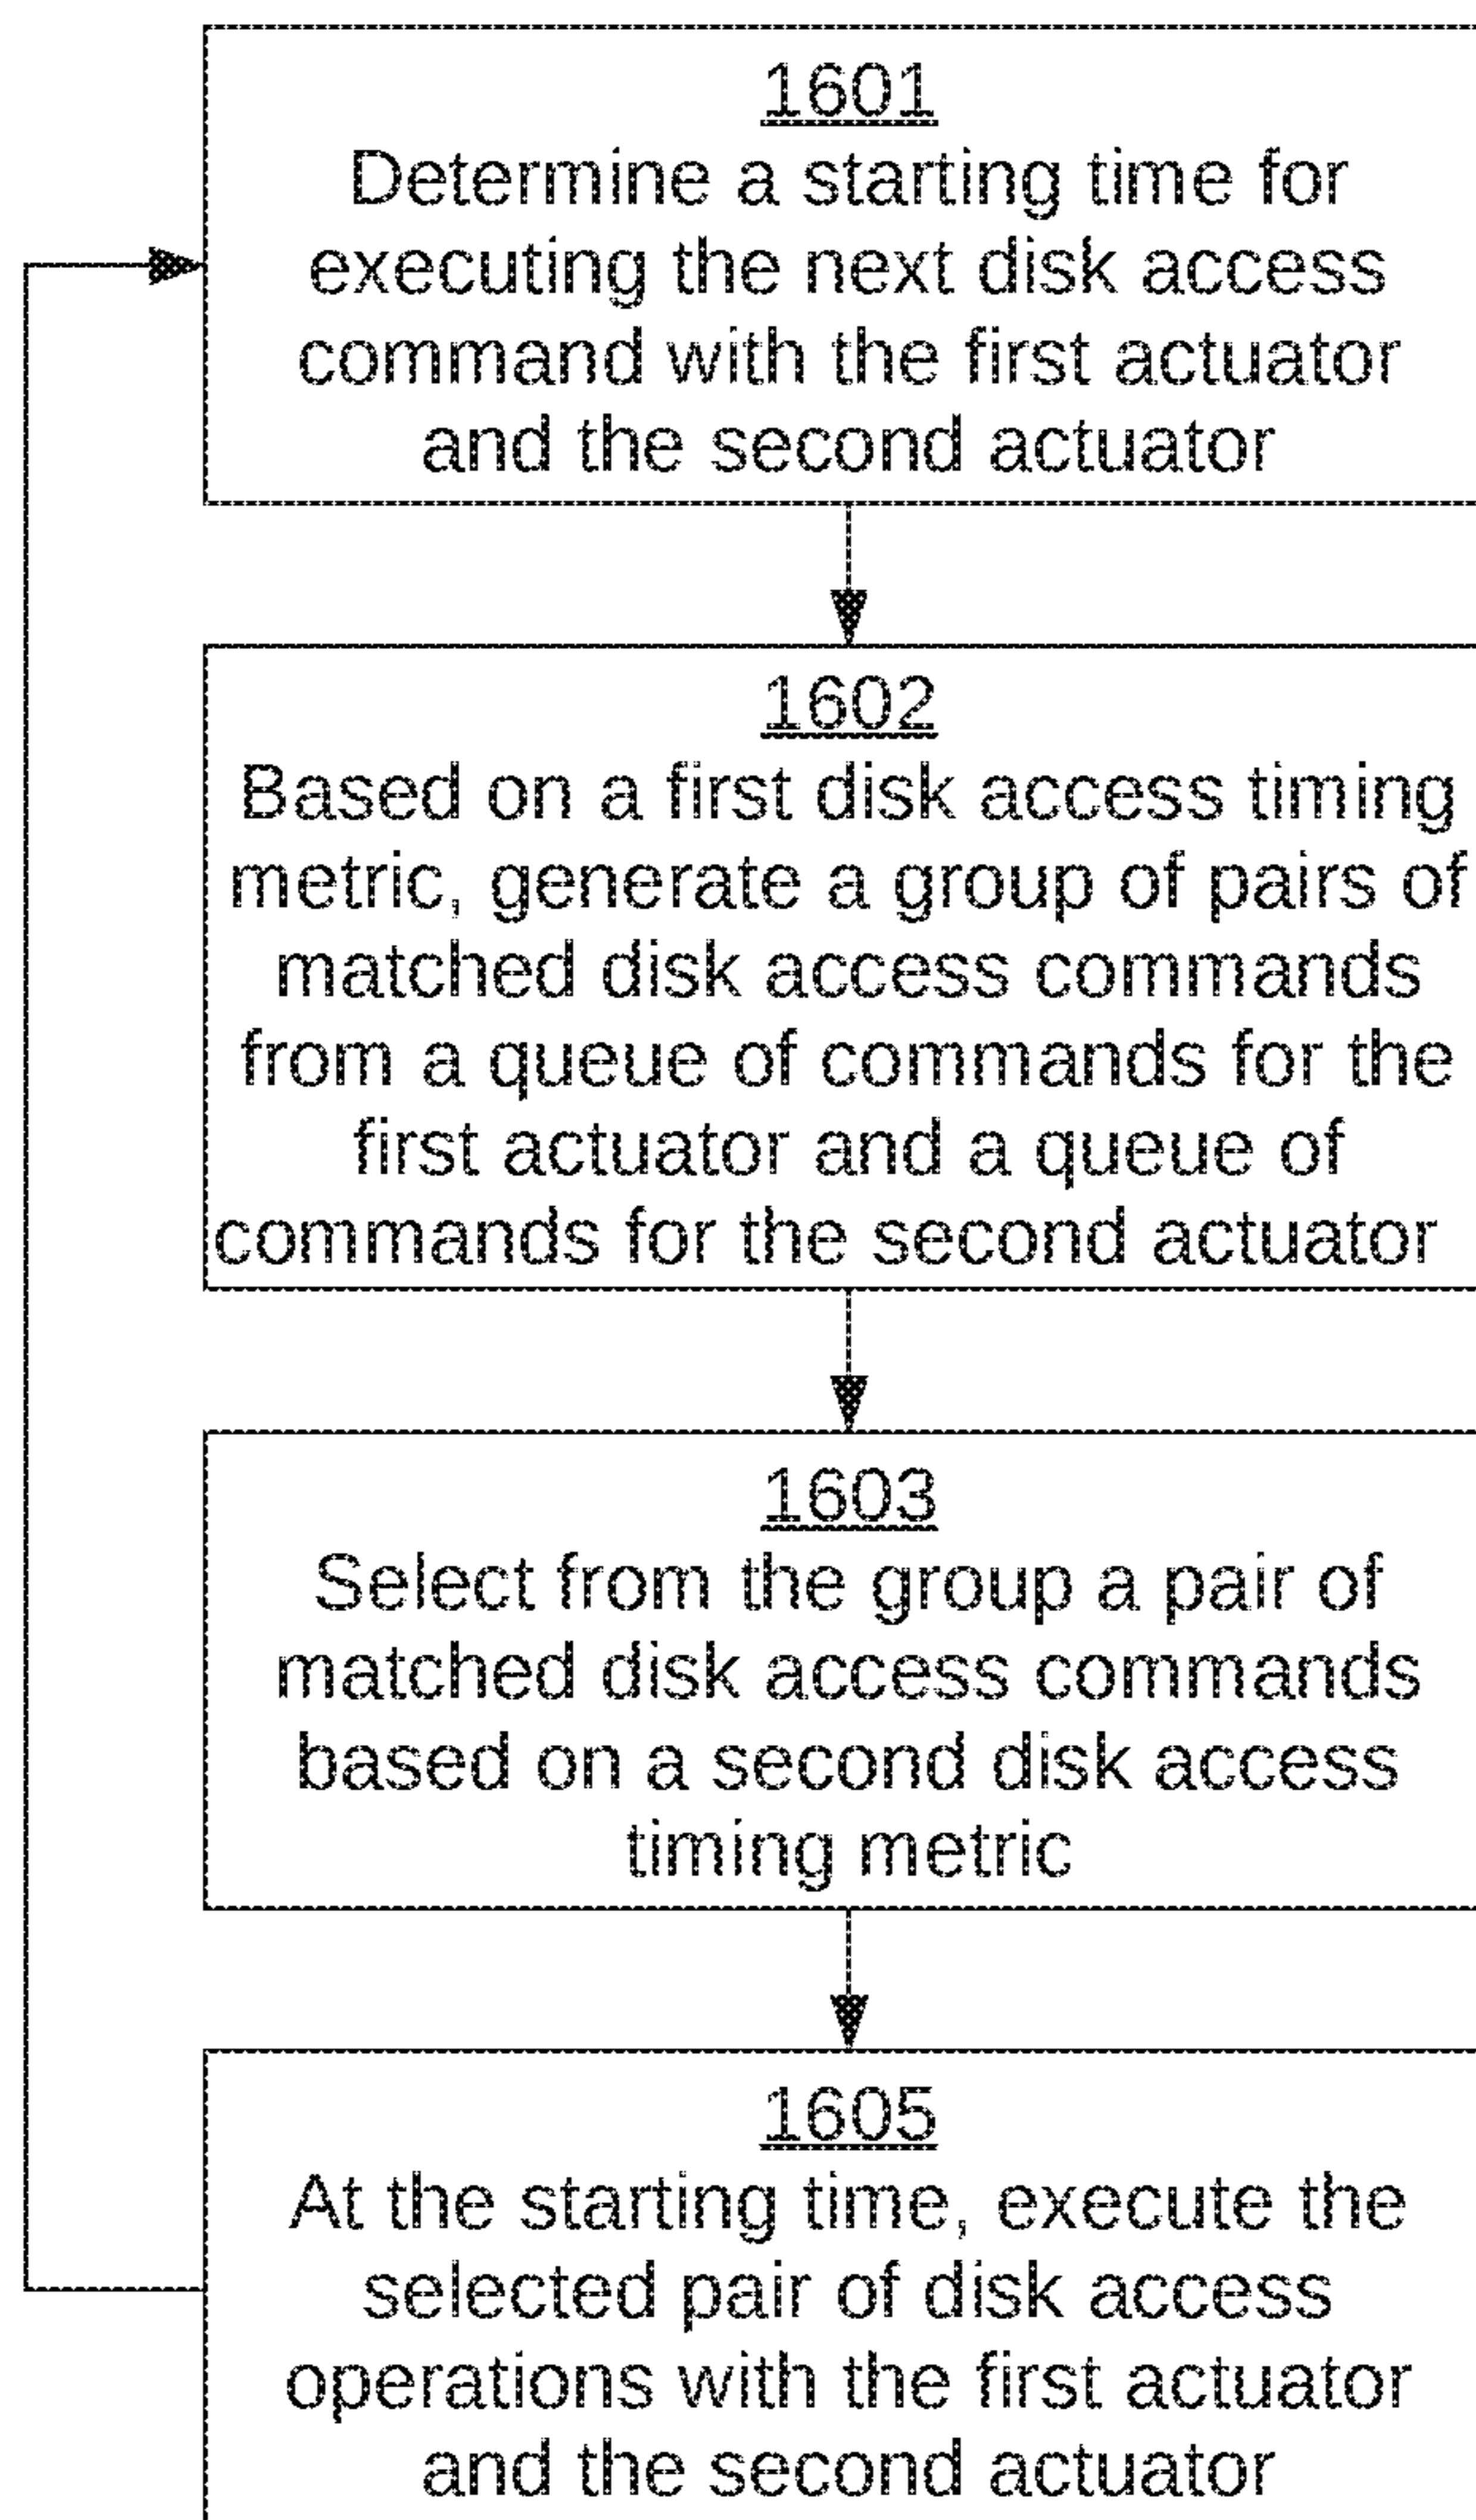 1601
Determine a starting time for
executing the next disk access
command with the first actuator
and the second actuator
1602
Based on a first disk access timing
metric, generate a group of pairs of
matched disk access commands
from a queue of commands for the
first actuator and a queue of
commands for the second actuator
1603
Select from the group a pair of
matched disk access commands
based on a second disk access
timing metric
1605
At the starting time, execute the
selected pair of disk access
operations with the first actuator
and the second actuator